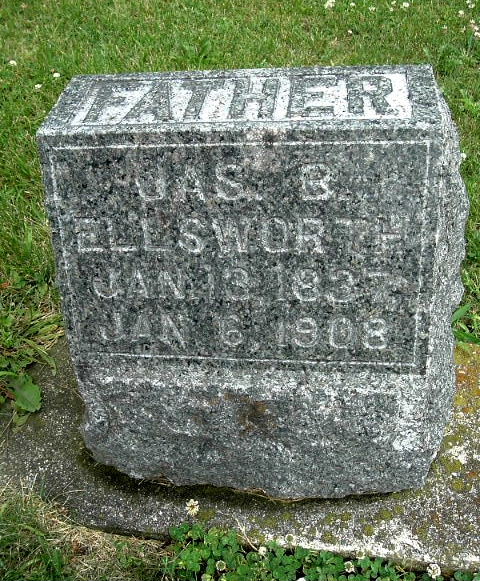 FATHER
JAS. B.
ELLSWORTH
JAN. 13, 1837
JAN. 6, 1908